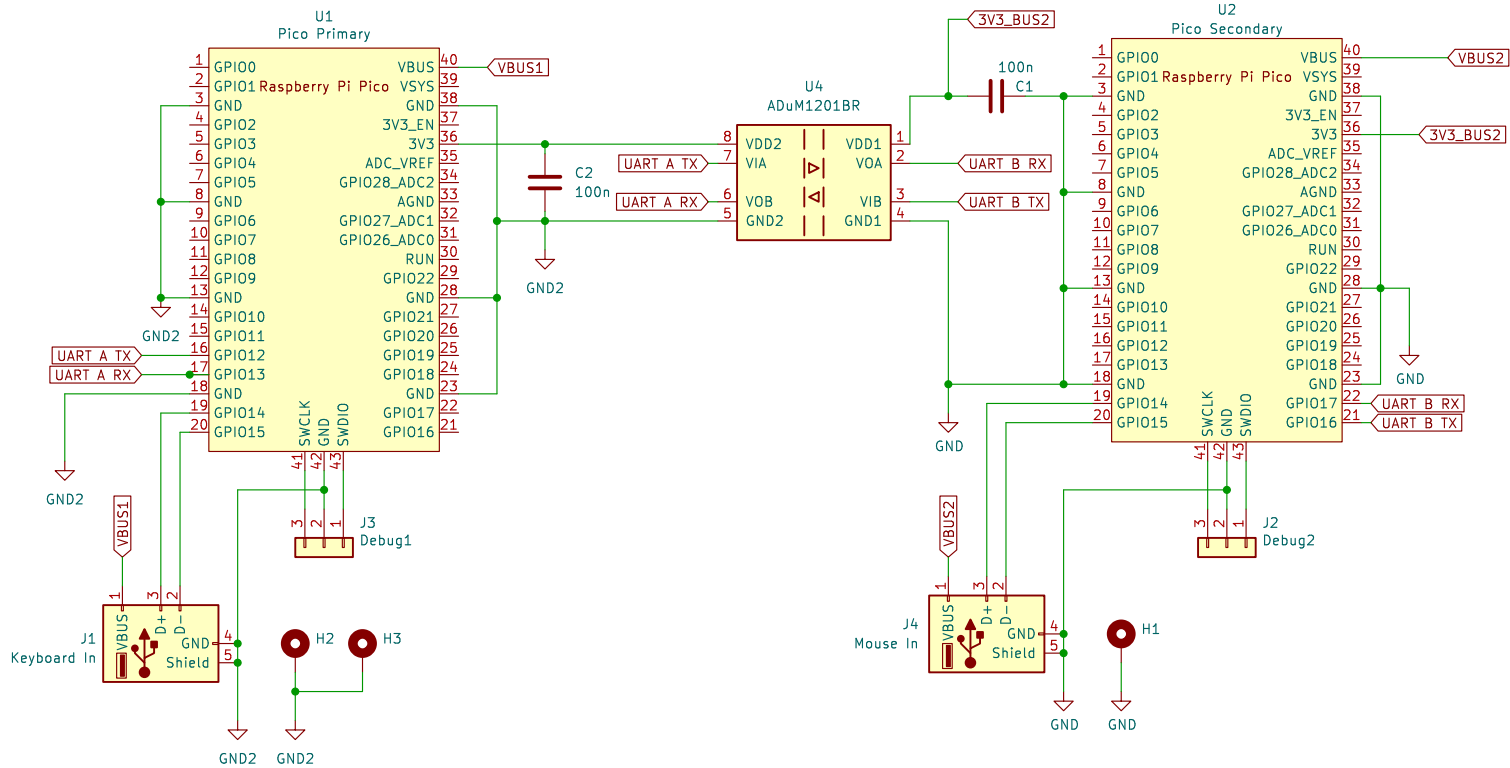 U1
Pico Primary
1
GPIO0
2
GPIO1
3
GND
4
GPIO2
5
GPIO3
6
GPIO4
7
GPIO5
8
GND
9
GPIO6
10
GPIO7
11
GPIO8
12
GPIO9
13
GND
14
GPIO10
15
GPIO11
16
GPIO12
17
GPIO13
18
GND
19
GPIO14
20
GPIO15
Raspberry Pi Pico
VBUS
40
VSYS
39
GND
38
3V3_EN
37
3V3
36
ADC_VREF
35
GPIO28_ADC2
34
AGND
33
GPIO27_ADC1
32
GPIO26_ADC0
31
RUN
30
GPIO22
29
GND
28
GPIO21
27
GPIO20
26
GPIO19
25
GPIO18
24
GND
23
GPIO17
22
GPIO16
21
SWCLK
GND
SWDIO
41
42
43
VBUS1
GND2
UART A TX
UART A RX
GND2
3
2
1
J3
Debug1
VBUS1
1
3
2
VBUS
D+
D-
GND
4
Shield
5
J1
Keyboard In
GND2
H2
H3
GND2
C2
100n
GND2
U4
ADuM1201BR
8
VDD2
7
VIA
6
VOB
5
GND2
VDD1
1
VOA
2
VIB
3
GND1
4
UART A TX
UART A RX
UART B RX
UART B TX
3V3_BUS2
100n
C1
GND
U2
Pico Secondary
1
GPIO0
2
GPIO1
3
GND
4
GPIO2
5
GPIO3
6
GPIO4
7
GPIO5
8
GND
9
GPIO6
10
GPIO7
11
GPIO8
12
GPIO9
13
GND
14
GPIO10
15
GPIO11
16
GPIO12
17
GPIO13
18
GND
19
GPIO14
20
GPIO15
Raspberry Pi Pico
VBUS
40
VSYS
39
GND
38
3V3_EN
37
3V3
36
ADC_VREF
35
GPIO28_ADC2
34
AGND
33
GPIO27_ADC1
32
GPIO26_ADC0
31
RUN
30
GPIO22
29
GND
28
GPIO21
27
GPIO20
26
GPIO19
25
GPIO18
24
GND
23
GPIO17
22
GPIO16
21
SWCLK
GND
SWDIO
41
42
43
VBUS2
3V3_BUS2
GND
UART B RX
UART B TX
3
2
1
J2
Debug2
VBUS2
1
3
2
VBUS
D+
D-
GND
4
Shield
5
J4
Mouse In
GND
H1
GND